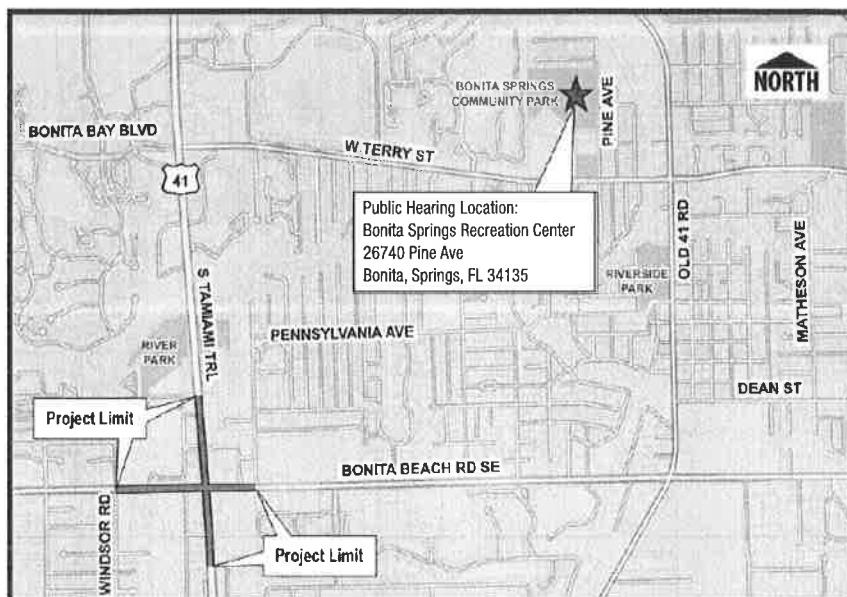 BONITA SPRINGS
COMMUNITY PARK
PINE AVE
NORTH
BONITA BAY BLVD
W TERRY ST
41
Public Hearing Location:
Bonita Springs Recreation Center
26740 Pine Ave
Bonita, Springs, FL 34135
OLD 41 RD
RIVERSIDE
PARK
MATHESON AVE
S TAMIAMI TRL
PENNSYLVANIA AVE
RIVER
PARK
DEAN ST
Project Limit
BONITA BEACH RD SE
WINDSOR RD
Project Limit